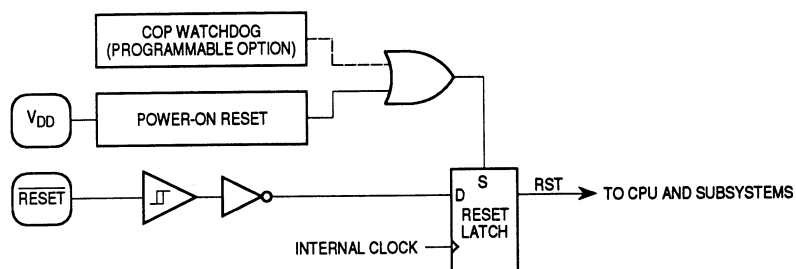 COP WATCHDOG
(PROGRAMMABLE OPTION)
VDD
POWER-ON RESET
RESET
S
D
RST
TO CPU AND SUBSYSTEMS
RESET
LATCH
INTERNAL CLOCK